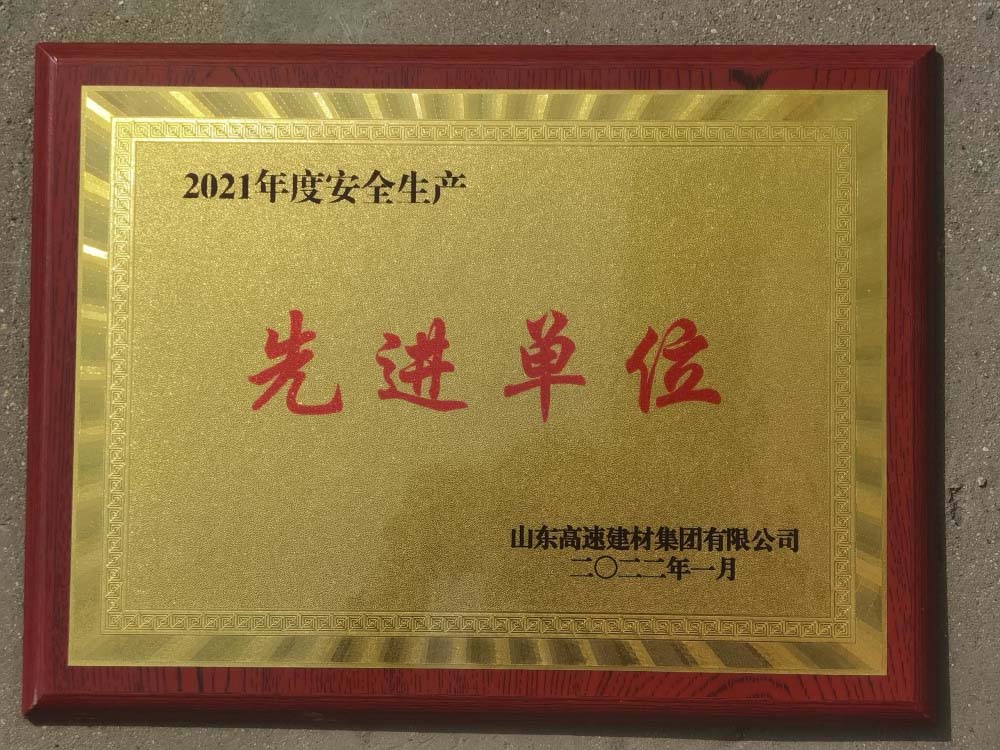 2021年度安全生产
先进单位
山东高速建材集团有限公司
二〇二二年一月